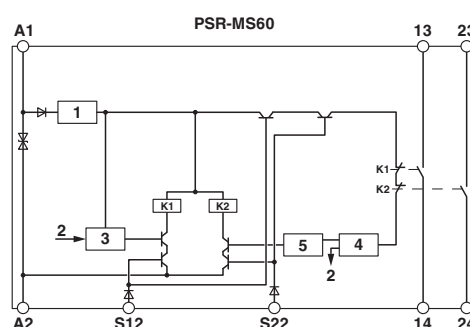 PSR-MS60
A1 13 23
1
K1
K2
K1 K2
2
3 5 4
2
A2 S12 S22 14 24